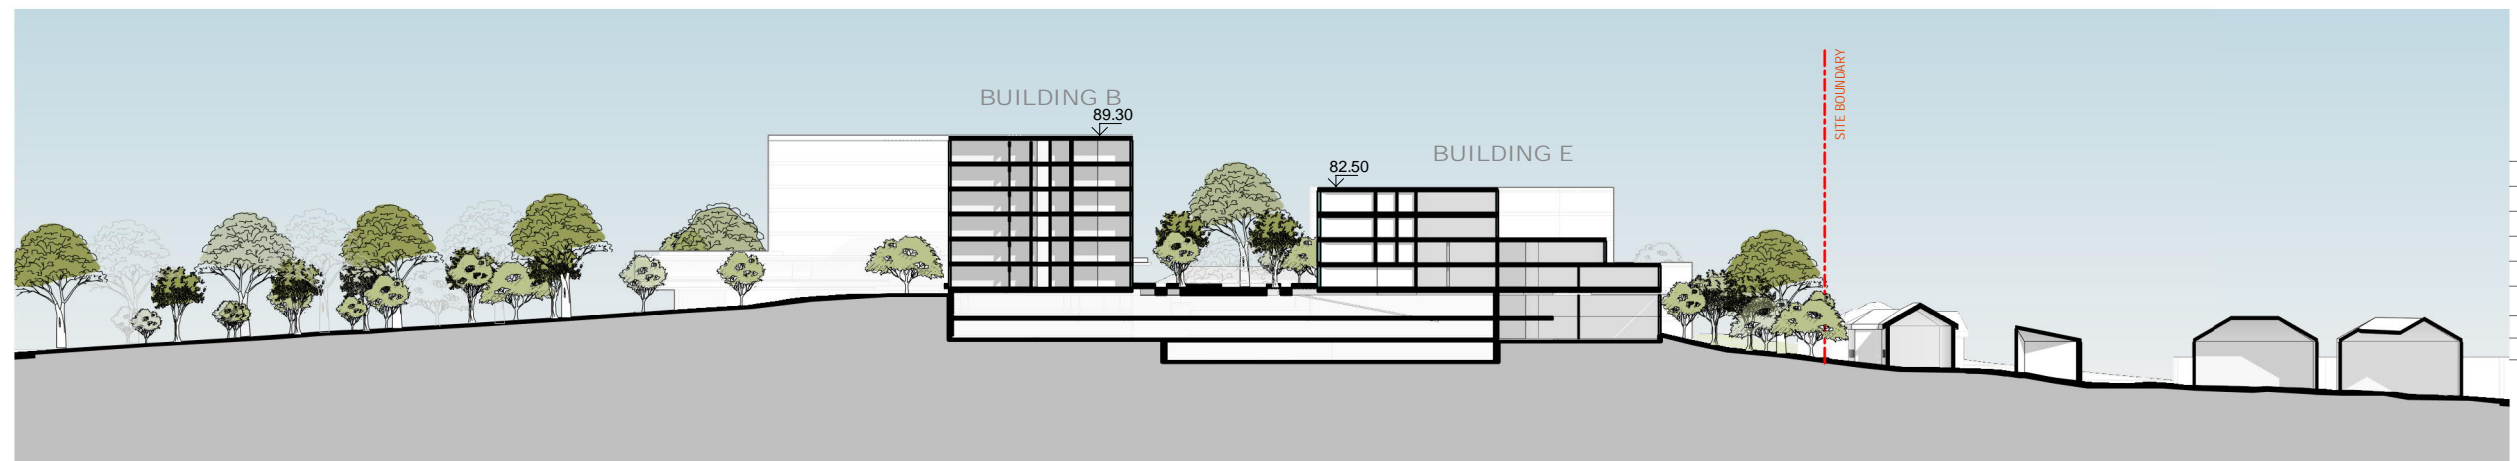 BUILDING B
89.30
BUILDING E
82.50
SITE BOUNDARY